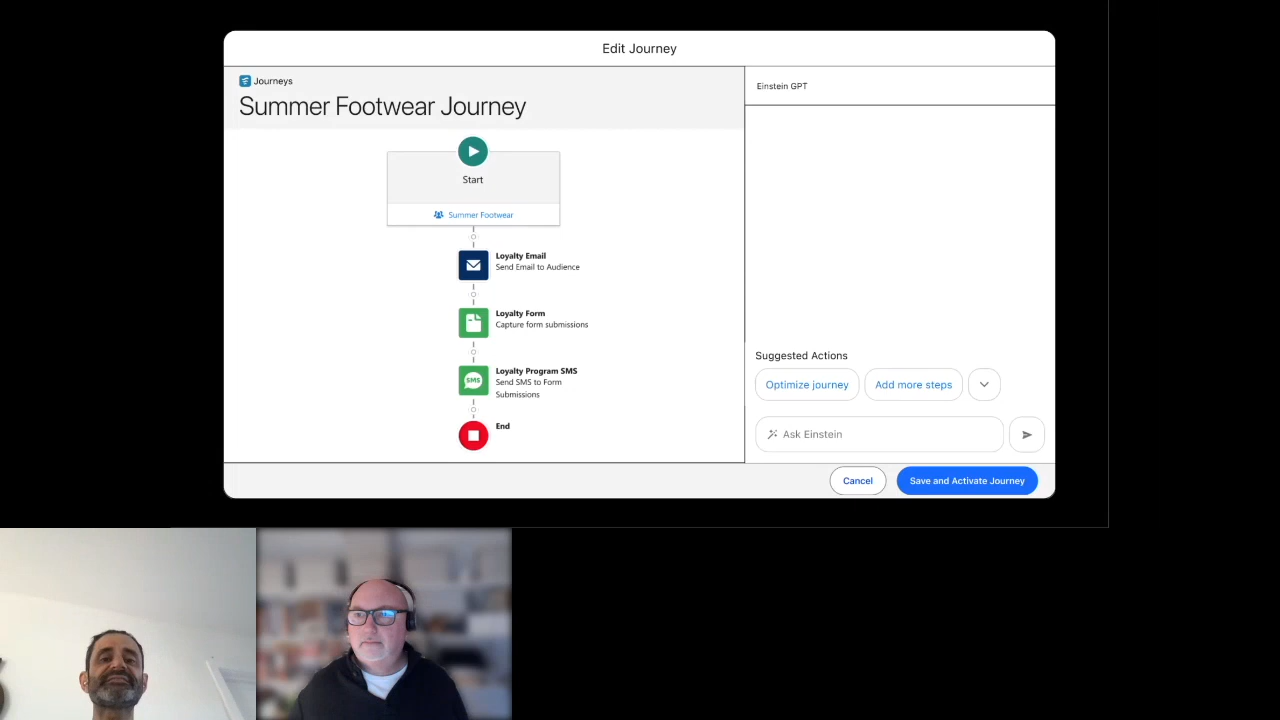 Edit Journey
Journeys
Summer Footwear Journey
Start
Summer Footwear
Loyalty Email
Send Email to Audience
Loyalty Form
Capture form submissions
SMS
Loyalty Program SMS
Send SMS to Form
Submissions
End
Einstein GPT
Suggested Actions
Optimize journey
Add more steps
Ask Einstein
Cancel
Save and Activate Journey